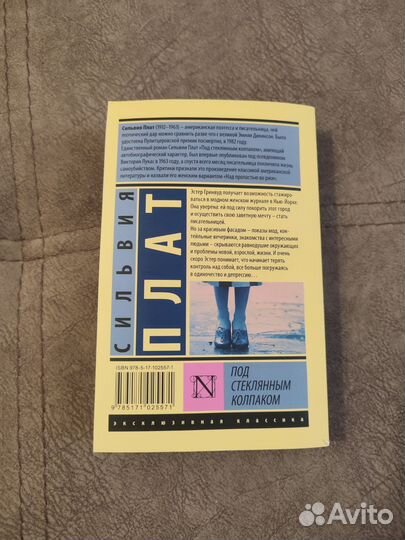 Сильвия Плат (1932–1963) – американская поэтесса и писательница, чей
поэтический дар можно сравнить разве что с великой Эмили Дикинсон. Была
удостоена Пулитцеровской премии посмертно, в 1982 году.
Единственный роман Сильвии Плат «Под стеклянным колпаком», имеющий
автобиографический характер, был впервые опубликован под псевдонимом
Виктория Лукас в 1963 году, а спустя всего месяц писательница покончила жизнь
самоубийством. Критики признали это произведение классикой американской
литературы и назвали его женским вариантом «Над пропастью во ржи».
Эстер Гринвуд получает возможность стажиро-
ваться в модном женском журнале в Нью-Йорке.
Она уверена: ей под силу покорить этот город
и осуществить свою заветную мечту – стать
писательницей.
Но за красивым фасадом – показы мод, кок-
тейльные вечеринки, знакомства с интересными
людьми – скрываются равнодушие окружающих
и проблемы новой, взрослой, жизни. И очень
скоро Эстер понимает, что начинает терять
контроль над собой, все больше погружаясь
в одиночество и депрессию...
СИЛЬВИЯ
ПЛАТ
ISBN 978-5-17-102557-1
9 785171 025571
N
ПОД
СТЕКЛЯННЫМ
КОЛПАКОМ
ЭКСКЛЮЗИВНАЯ КЛАССИКА
Avito